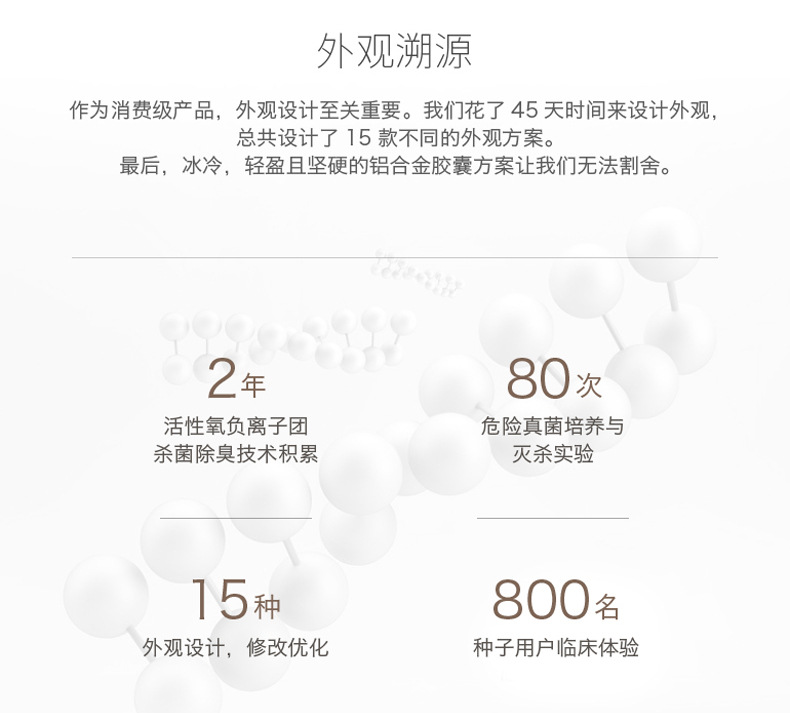 外观溯源
作为消费级产品，外观设计至关重要。我们花了 45 天时间来设计外观，
总共设计了 15 款不同的外观方案。
最后，冰冷，轻盈且坚硬的铝合金胶囊方案让我们无法割舍。
2年
活性氧负离子团
杀菌除臭技术积累
80次
危险真菌培养与
灭杀实验
15种
外观设计，修改优化
800名
种子用户临床体验